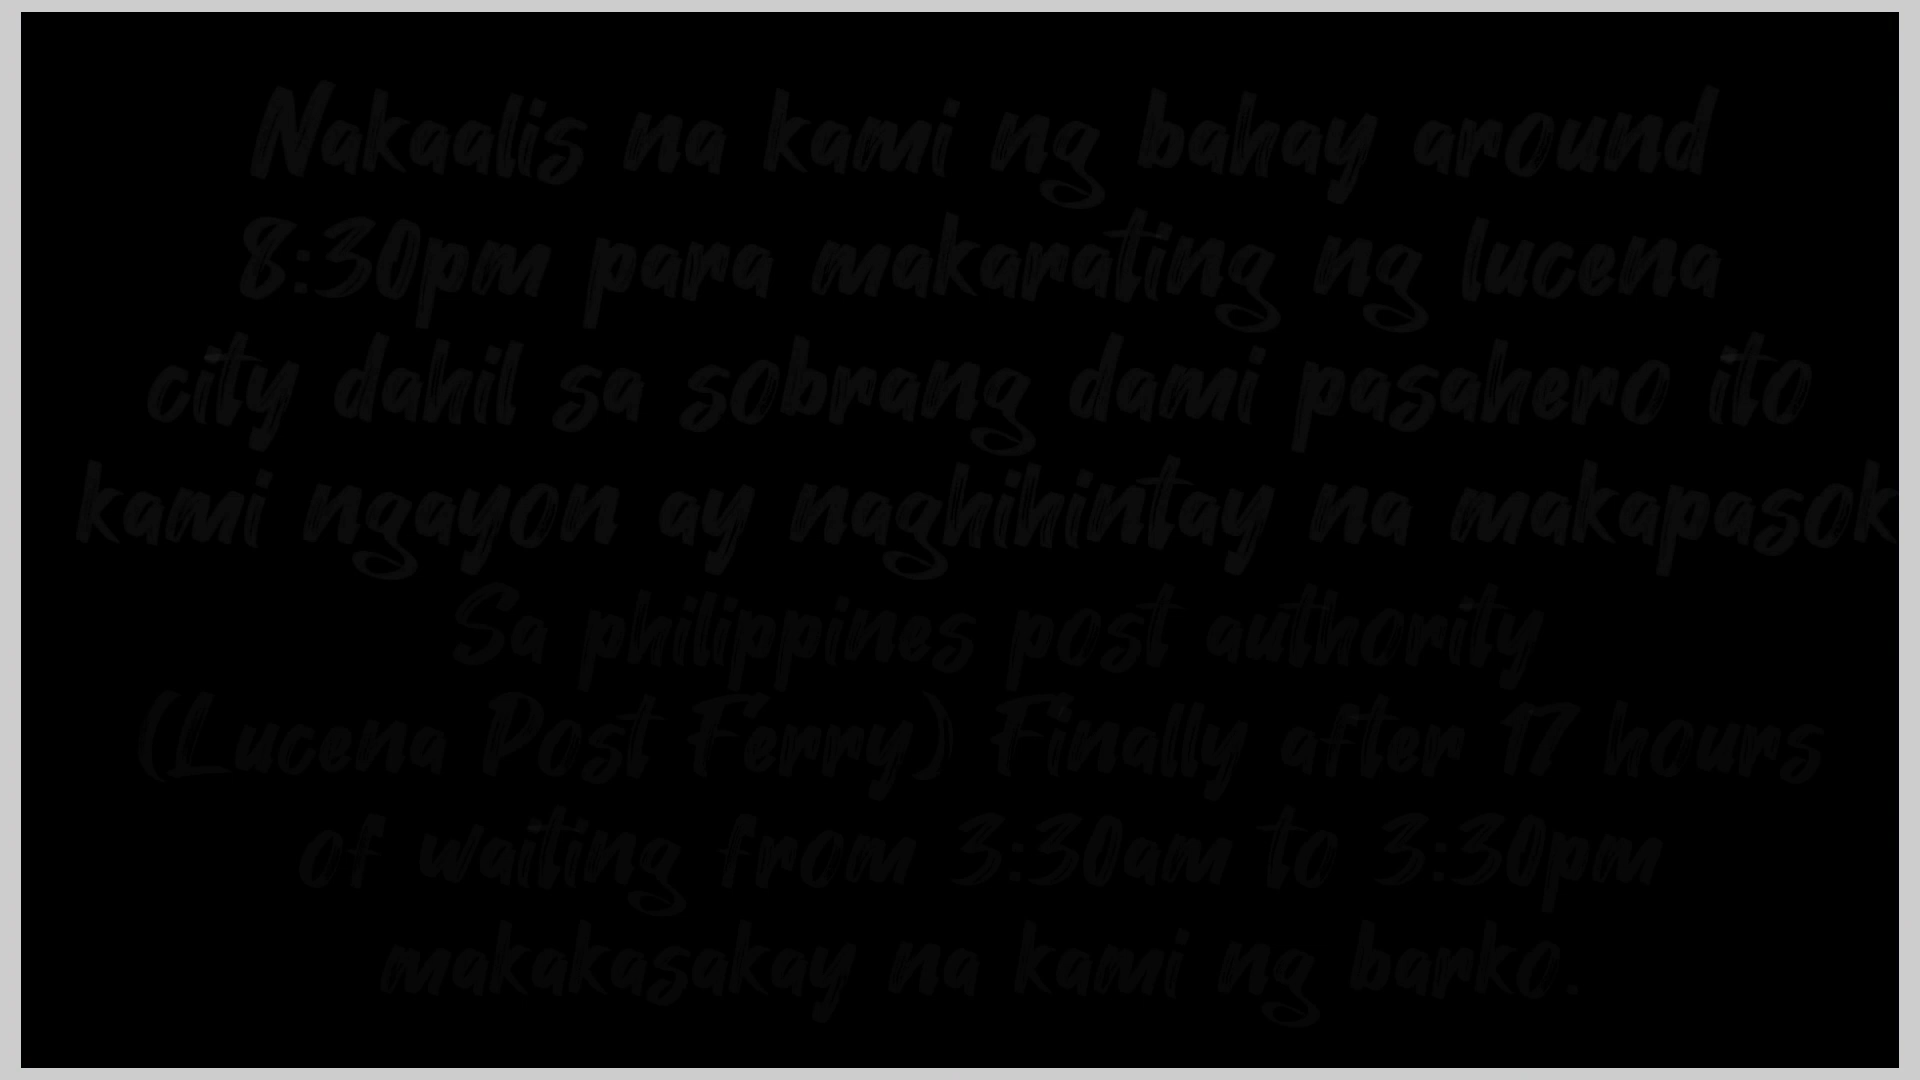 Nakaalis na kami ng bahay around
8:30pm para makarating ng lucena
city dahil sa sobrang dami pasahero ito
kami ngayon ay naghihintay na makapasok
Sa philippines post authority
(Lucena Post Ferry) Finally after 17 hours
of waiting from 3:30am to 3:30pm
makakasakay na kami ng barko.